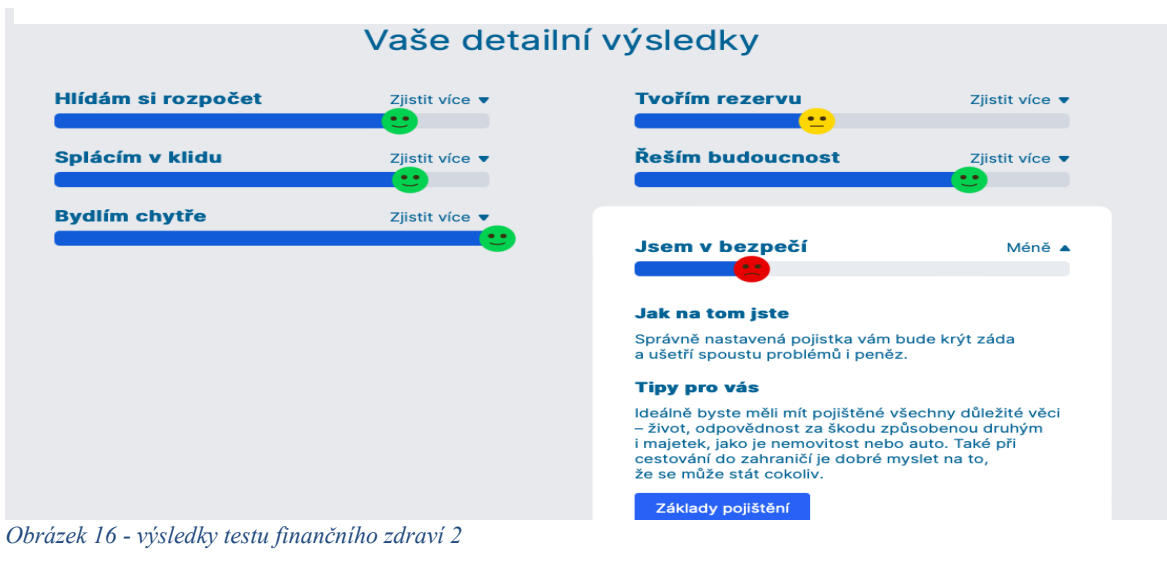 Vaše detailní výsledky
Hlídám si rozpočet Zjistit více
Splácím v klidu Zjistit více
Bydlím chytře Zjistit více
Tvořím rezervu Zjistit více
Řeším budoucnost Zjistit více
Jsem v bezpečí Méně
Jak na tom jste
Správně nastavená pojistka vám bude krýt záda
a ušetří spoustu problémů i peněz.
Tipy pro vás
Ideálně byste měli mít pojištěné všechny důležité věci
– život, odpovědnost za škodu způsobenou druhým
i majetek, jako je nemovitost nebo auto. Také při
cestování do zahraničí je dobré myslet na to,
že se může stát cokoliv.
Základy pojištění
Obrázek 16 - výsledky testu finančního zdraví 2